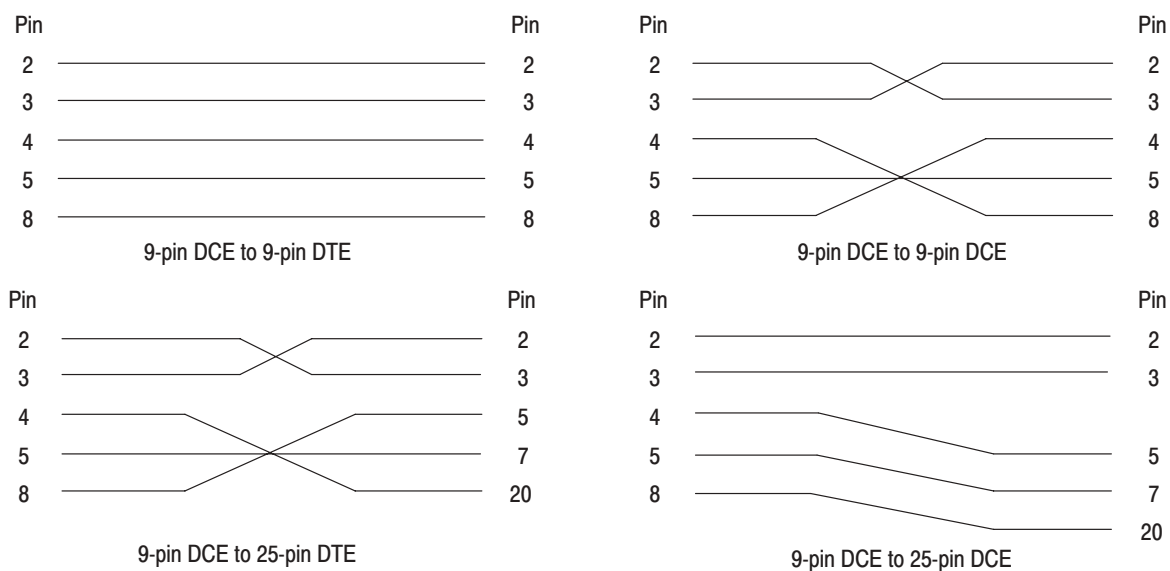 Pin Pin
2 2
3 3
4 4
5 5
8 8
9-pin DCE to 9-pin DTE
Pin Pin
2 2
3 3
4 4
5 5
8 8
9-pin DCE to 9-pin DCE
Pin Pin
2 2
3 3
4 5
5 7
8 20
9-pin DCE to 25-pin DTE
Pin Pin
2 2
3 3
4 5
5 7
8 20
9-pin DCE to 25-pin DCE